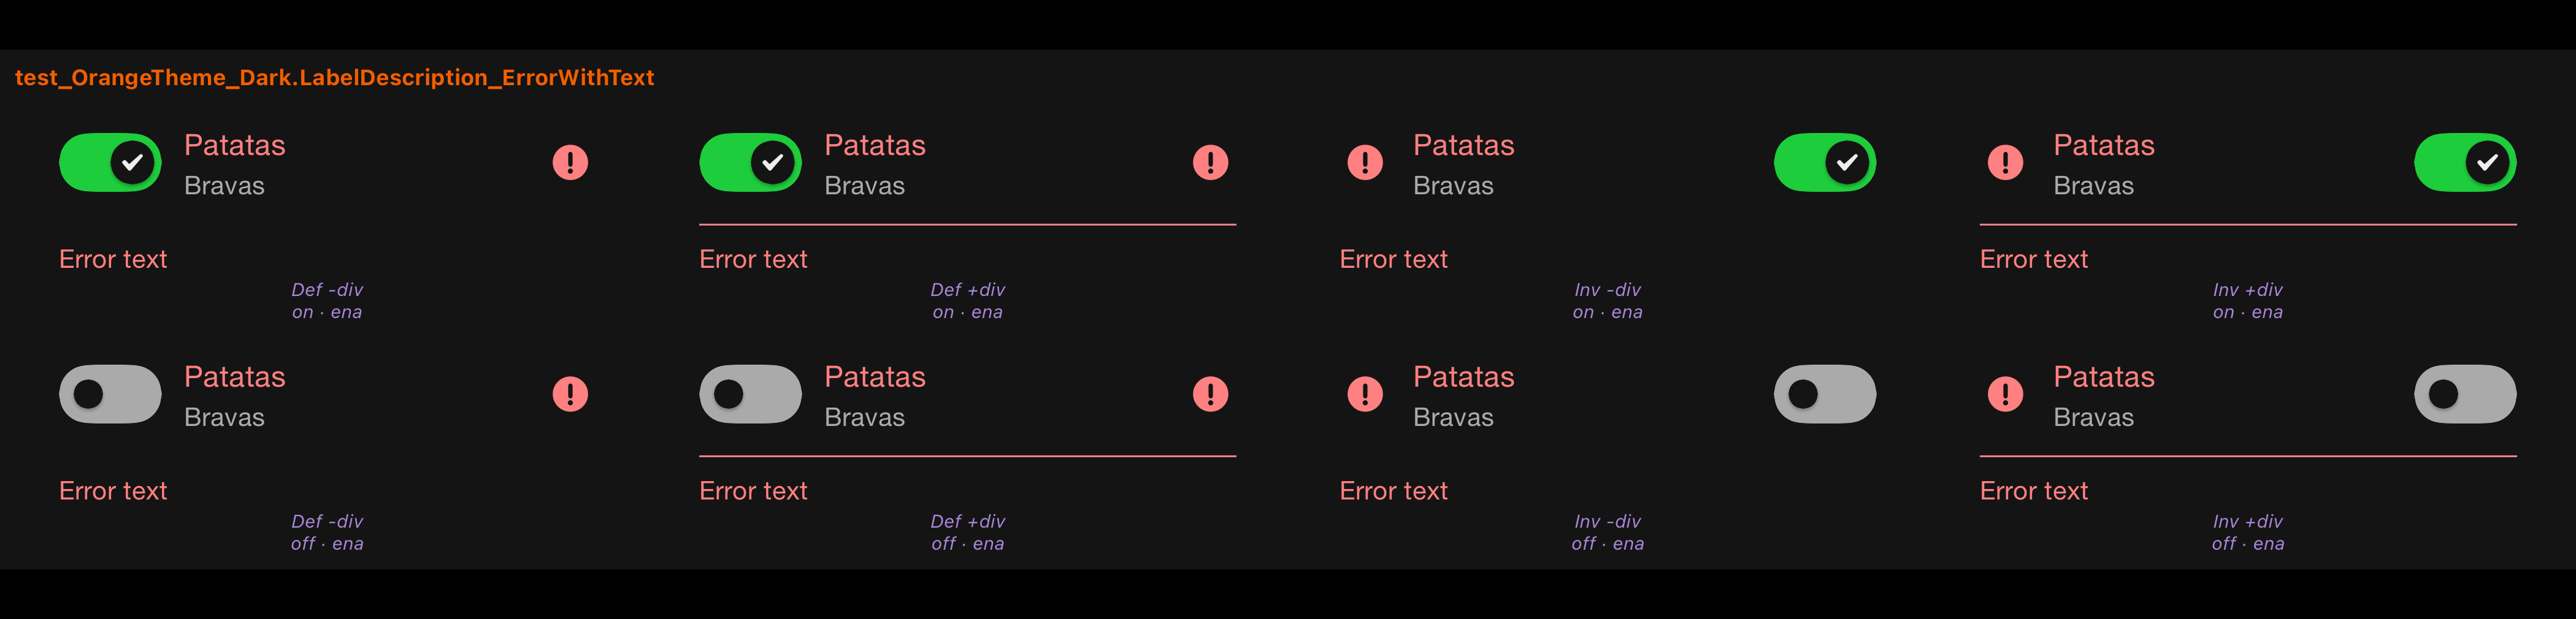 test_OrangeTheme_Dark.LabelDescription_ErrorWithText
Patatas
Bravas
Error text
Def -div
on · ena
Patatas
Bravas
Error text
Def +div
on · ena
Patatas
Bravas
Error text
Inv -div
on · ena
Patatas
Bravas
Error text
Inv +div
on · ena
Patatas
Bravas
Error text
Def -div
off · ena
Patatas
Bravas
Error text
Def +div
off · ena
Patatas
Bravas
Error text
Inv -div
off · ena
Patatas
Bravas
Error text
Inv +div
off · ena